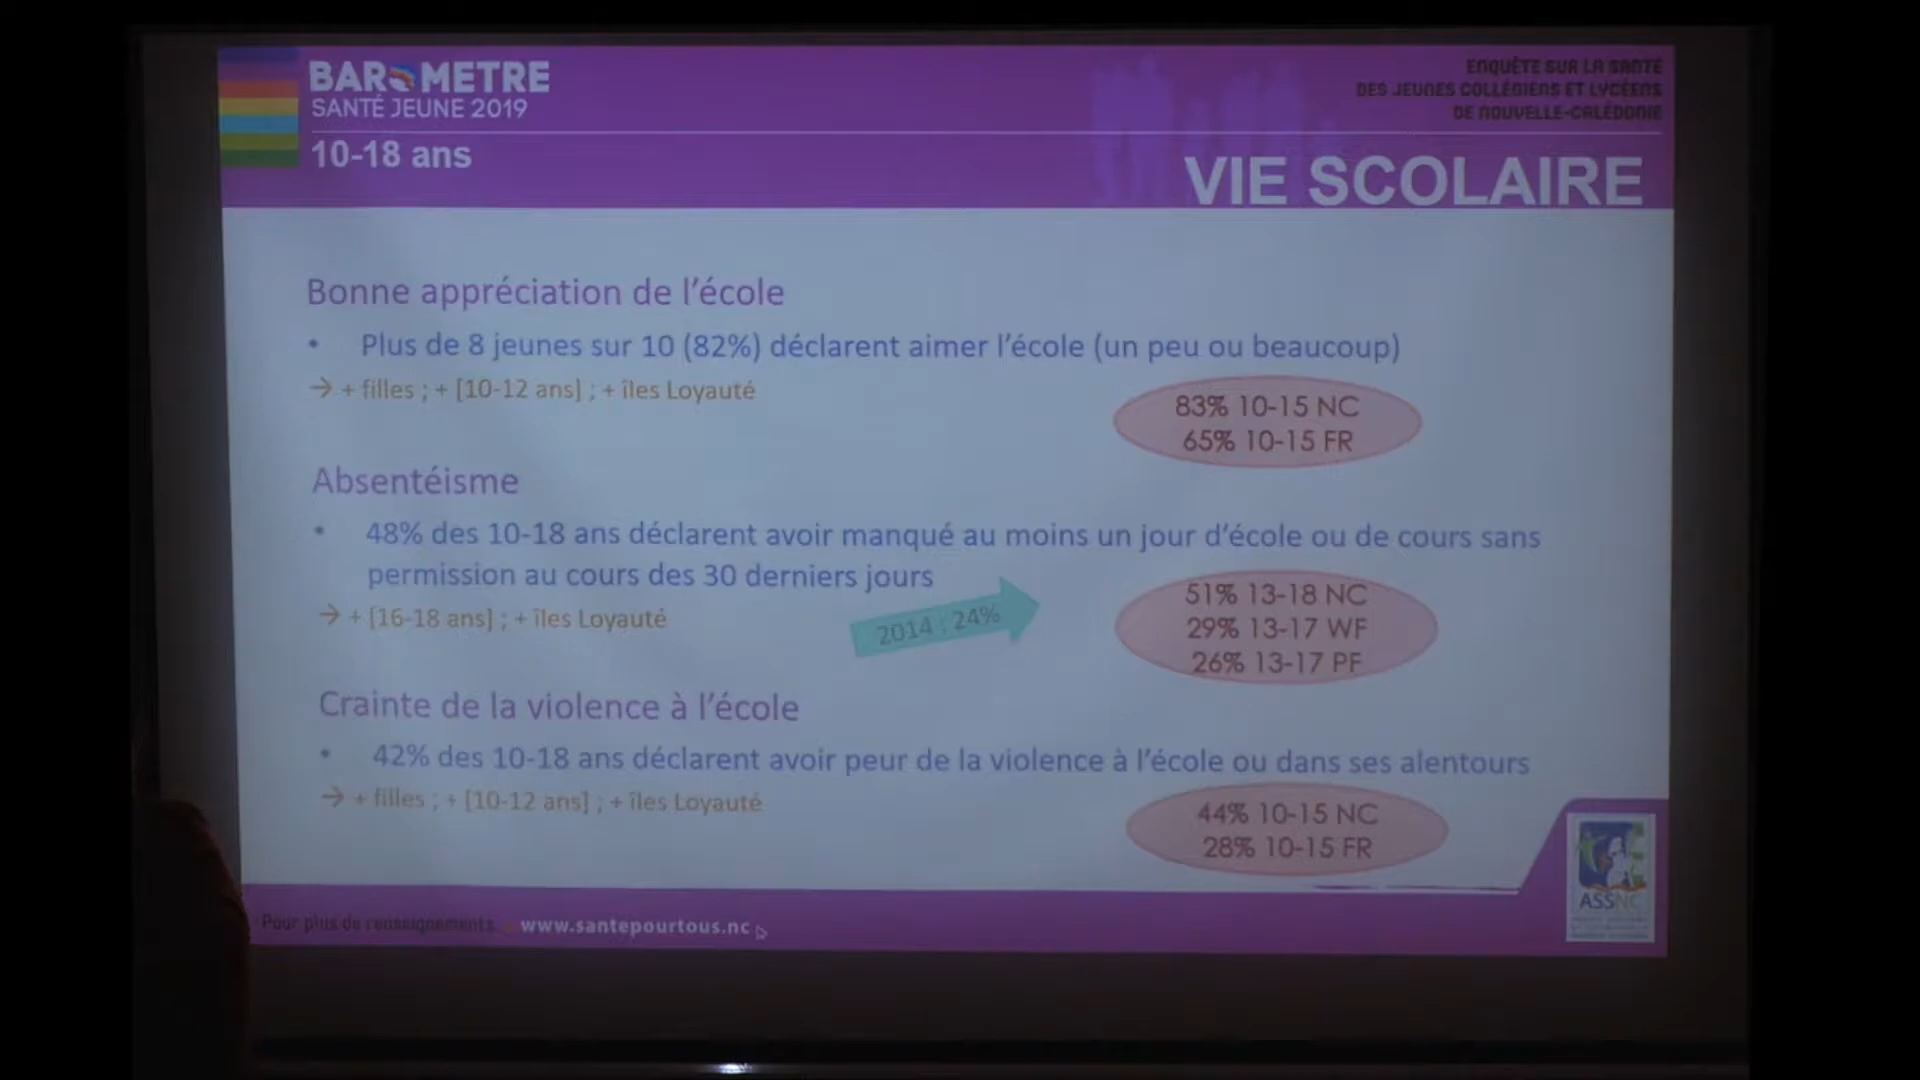 BAROMETRE
SANTÉ JEUNE 2019
10-18 ans
ENQUÊTE SUR LA SANTÉ
DES JEUNES COLLÉGIENS ET LYCÉENS
DE NOUVELLE-CALÉDONIE
VIE SCOLAIRE
Bonne appréciation de l'école
• Plus de 8 jeunes sur 10 (82%) déclarent aimer l'école (un peu ou beaucoup)
→ + filles ; + [10-12 ans] ; + îles Loyauté
83% 10-15 NC
65% 10-15 FR
Absentéisme
• 48% des 10-18 ans déclarent avoir manqué au moins un jour d'école ou de cours sans
permission au cours des 30 derniers jours
→ + [16-18 ans] ; + îles Loyauté
2014 : 24%
51% 13-18 NC
29% 13-17 WF
26% 13-17 PF
Crainte de la violence à l'école
• 42% des 10-18 ans déclarent avoir peur de la violence à l'école ou dans ses alentours
→ + filles ; + [10-12 ans] ; + îles Loyauté
44% 10-15 NC
28% 10-15 FR
Pour plus de renseignements
www.santepourtous.nc
ASSNC